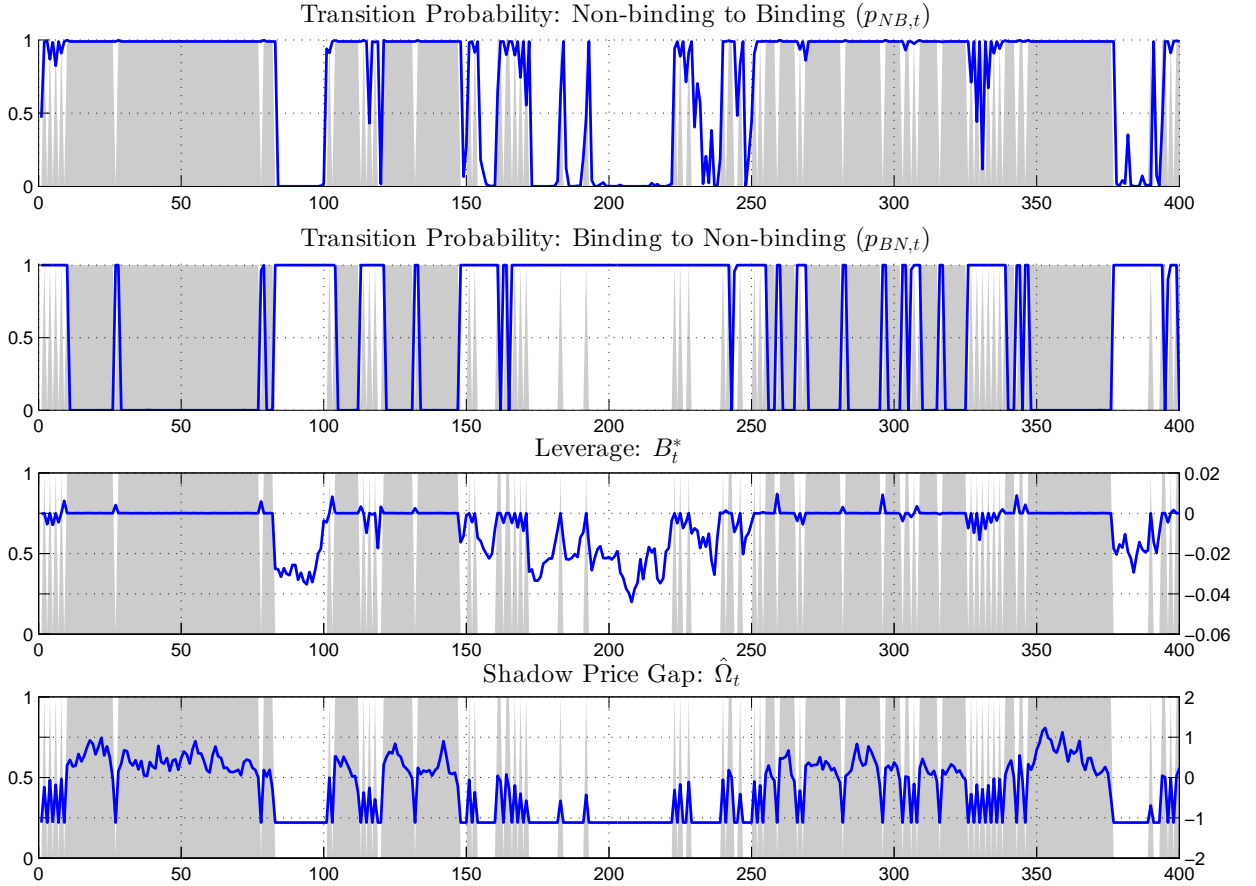 Transition Probability: Non-binding to Binding (p_{NB,t})
1
0.5
0
0 50 100 150 200 250 300 350 400
Transition Probability: Binding to Non-binding (p_{BN,t})
1
0.5
0
0 50 100 150 200 250 300 350 400
Leverage: B_t^*
1 0.02
0
0.5 −0.02
−0.04
0 −0.06
0 50 100 150 200 250 300 350 400
Shadow Price Gap: Ω̂_t
1 2
1
0.5 0
−1
0 −2
0 50 100 150 200 250 300 350 400